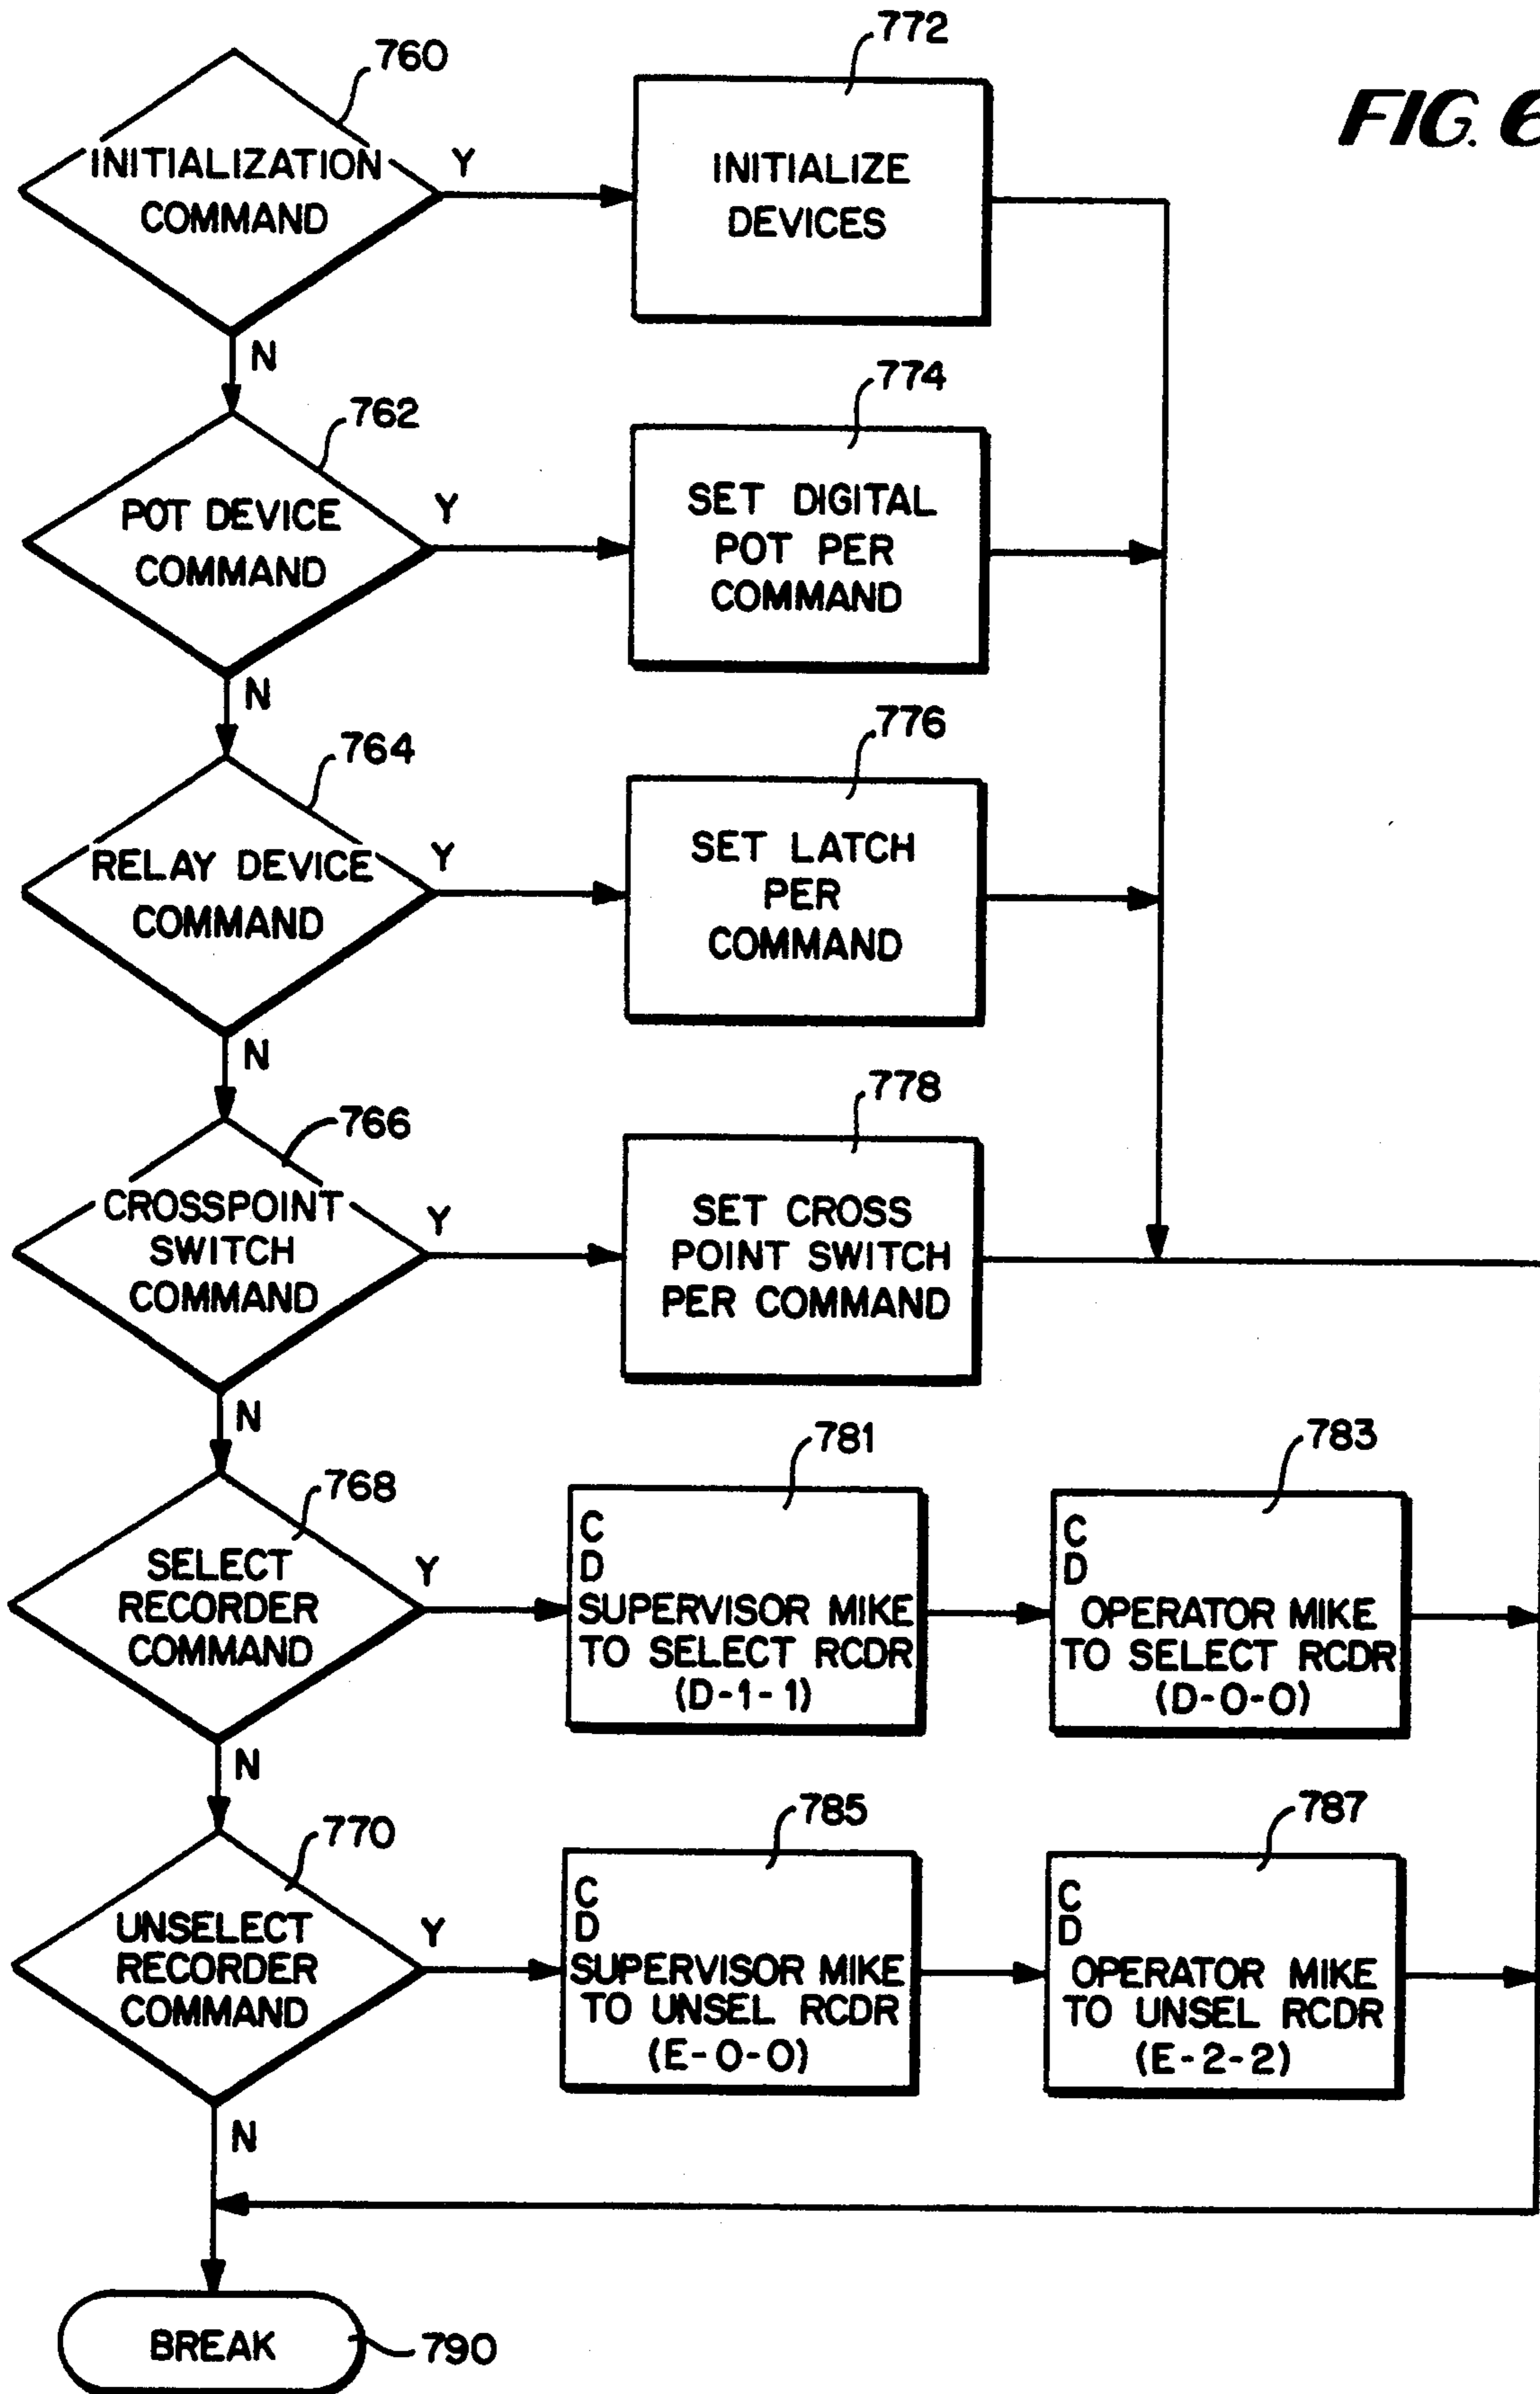 FIG. 6
760
INITIALIZATION
COMMAND
Y
772
INITIALIZE
DEVICES
N
762
POT DEVICE
COMMAND
Y
774
SET DIGITAL
POT PER
COMMAND
N
764
RELAY DEVICE
COMMAND
Y
776
SET LATCH
PER
COMMAND
N
766
CROSSPOINT
SWITCH
COMMAND
Y
778
SET CROSS
POINT SWITCH
PER COMMAND
N
768
SELECT
RECORDER
COMMAND
Y
781
C
D
SUPERVISOR MIKE
TO SELECT RCDR
(D-1-1)
783
C
D
OPERATOR MIKE
TO SELECT RCDR
(D-0-0)
N
770
UNSELECT
RECORDER
COMMAND
Y
785
C
D
SUPERVISOR MIKE
TO UNSEL RCDR
(E-0-0)
787
C
D
OPERATOR MIKE
TO UNSEL RCDR
(E-2-2)
N
BREAK
790